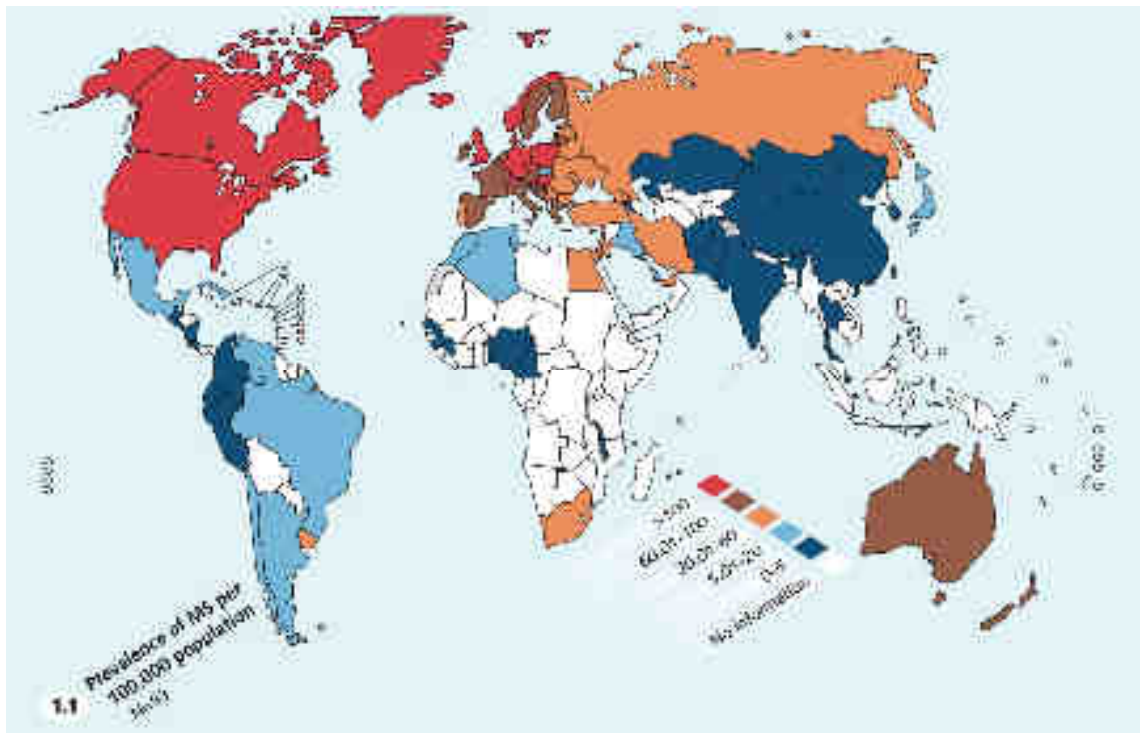 >100
60.01-100
20.01-60
5.01-20
0-5
No information
1.1
Prevalence of MS per
100,000 population